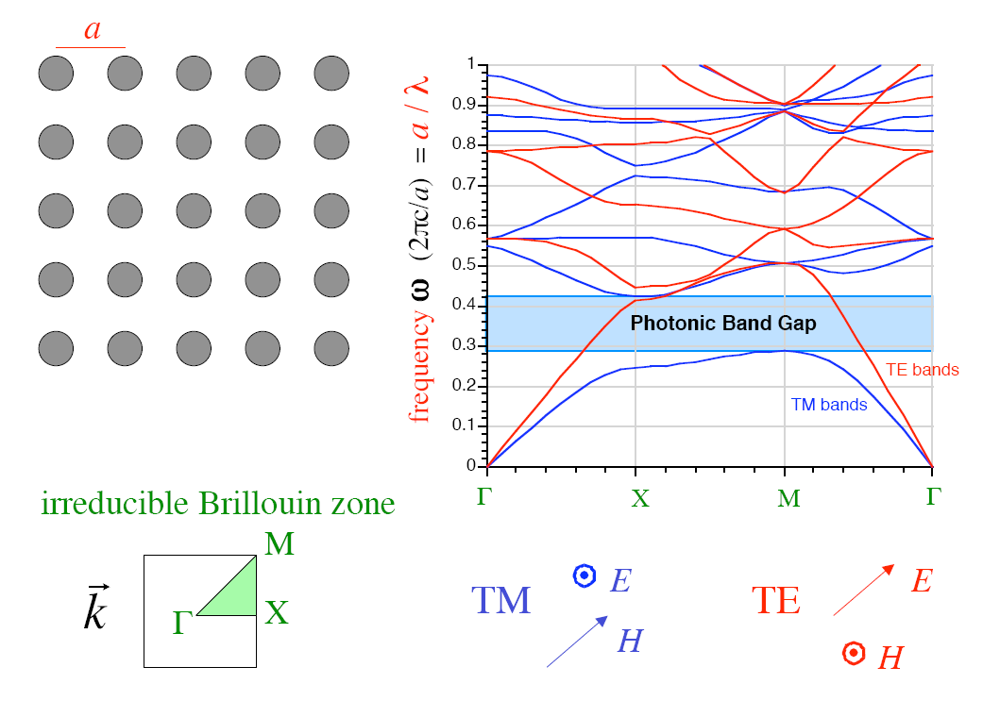 a
frequency ω (2πc/a) = a / λ
1
0.9
0.8
0.7
0.6
0.5
0.4
0.3
0.2
0.1
0
Photonic Band Gap
TE bands
TM bands
Γ X M Γ
irreducible Brillouin zone
M
k
Γ
X
TM
E
H
TE
E
H